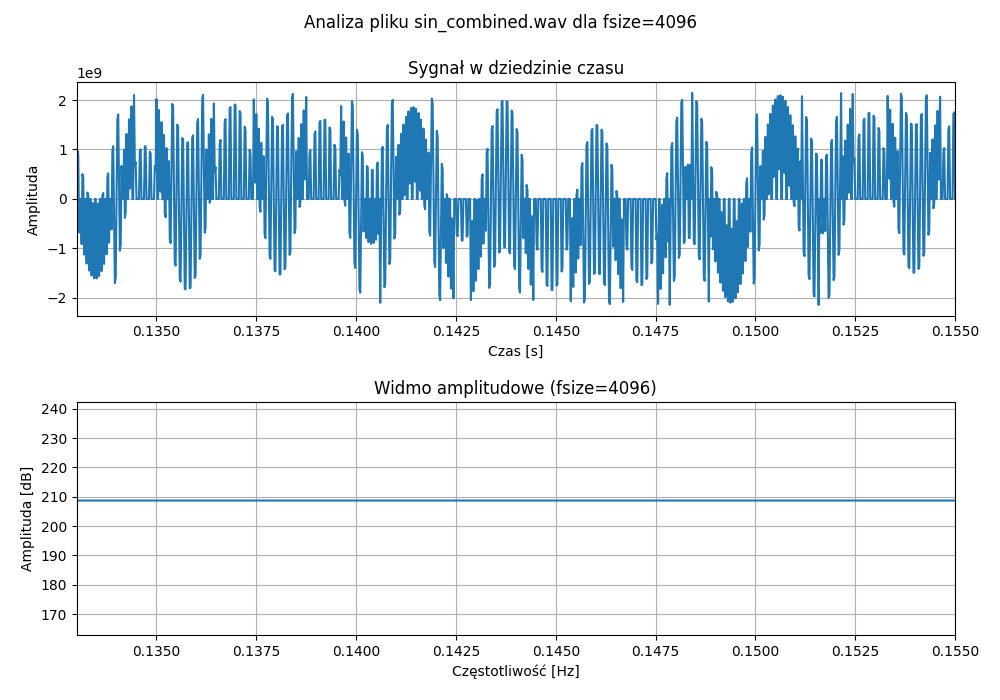 Analiza pliku sin_combined.wav dla fsize=4096
Sygnał w dziedzinie czasu
1e9
2
1
0
−1
−2
Amplituda
0.1350 0.1375 0.1400 0.1425 0.1450 0.1475 0.1500 0.1525 0.1550
Czas [s]
Widmo amplitudowe (fsize=4096)
240
230
220
210
200
190
180
170
Amplituda [dB]
0.1350 0.1375 0.1400 0.1425 0.1450 0.1475 0.1500 0.1525 0.1550
Częstotliwość [Hz]